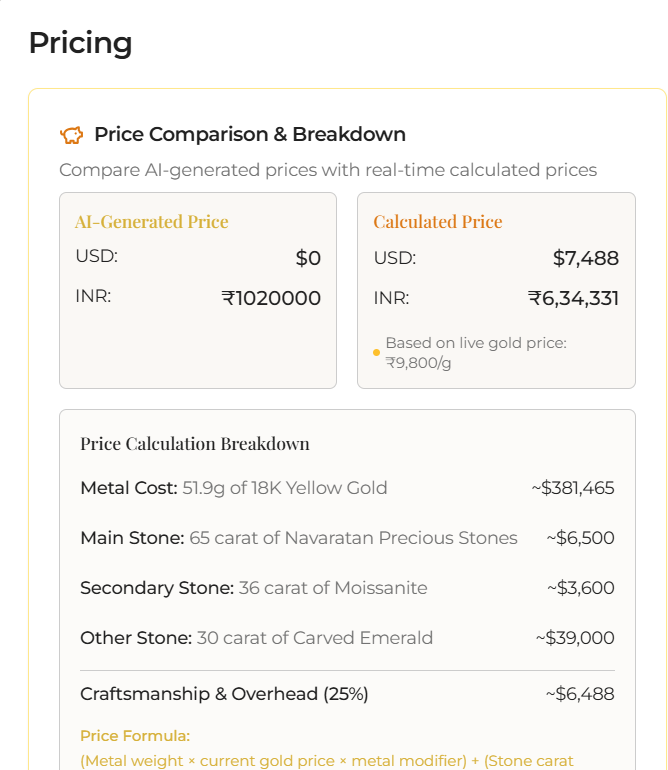 Pricing
Price Comparison & Breakdown
Compare AI-generated prices with real-time calculated prices
AI-Generated Price
USD: $0
INR: ₹1020000
Calculated Price
USD: $7,488
INR: ₹6,34,331
Based on live gold price:
₹9,800/g
Price Calculation Breakdown
Metal Cost: 51.9g of 18K Yellow Gold ~$381,465
Main Stone: 65 carat of Navaratan Precious Stones ~$6,500
Secondary Stone: 36 carat of Moissanite ~$3,600
Other Stone: 30 carat of Carved Emerald ~$39,000
Craftsmanship & Overhead (25%) ~$6,488
Price Formula:
(Metal weight × current gold price × metal modifier) + (Stone carat